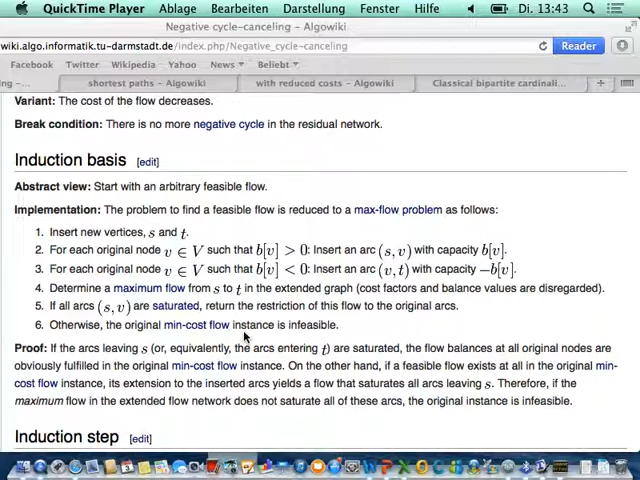 QuickTime Player Ablage Bearbeiten Darstellung Fenster Hilfe Di. 13:43
Negative cycle-canceling – Algowiki
wiki.algo.informatik.tu-darmstadt.de/index.php/Negative_cycle-canceling Reader
Facebook Twitter Wikipedia Yahoo News Beliebt
ng –... shortest paths – Algowiki with reduced costs – Algowiki Classical bipartite cardinali...
Variant: The cost of the flow decreases.
Break condition: There is no more negative cycle in the residual network.
Induction basis [edit]
Abstract view: Start with an arbitrary feasible flow.
Implementation: The problem to find a feasible flow is reduced to a max-flow problem as follows:
1. Insert new vertices, s and t.
2. For each original node v ∈ V such that b[v] > 0: Insert an arc (s, v) with capacity b[v].
3. For each original node v ∈ V such that b[v] < 0: Insert an arc (v, t) with capacity −b[v].
4. Determine a maximum flow from s to t in the extended graph (cost factors and balance values are disregarded).
5. If all arcs (s, v) are saturated, return the restriction of this flow to the original arcs.
6. Otherwise, the original min-cost flow instance is infeasible.
Proof: If the arcs leaving s (or, equivalently, the arcs entering t) are saturated, the flow balances at all original nodes are
obviously fulfilled in the original min-cost flow instance. On the other hand, if a feasible flow exists at all in the original min-
cost flow instance, its extension to the inserted arcs yields a flow that saturates all arcs leaving s. Therefore, if the
maximum flow in the extended flow network does not saturate all of these arcs, the original instance is infeasible.
Induction step [edit]